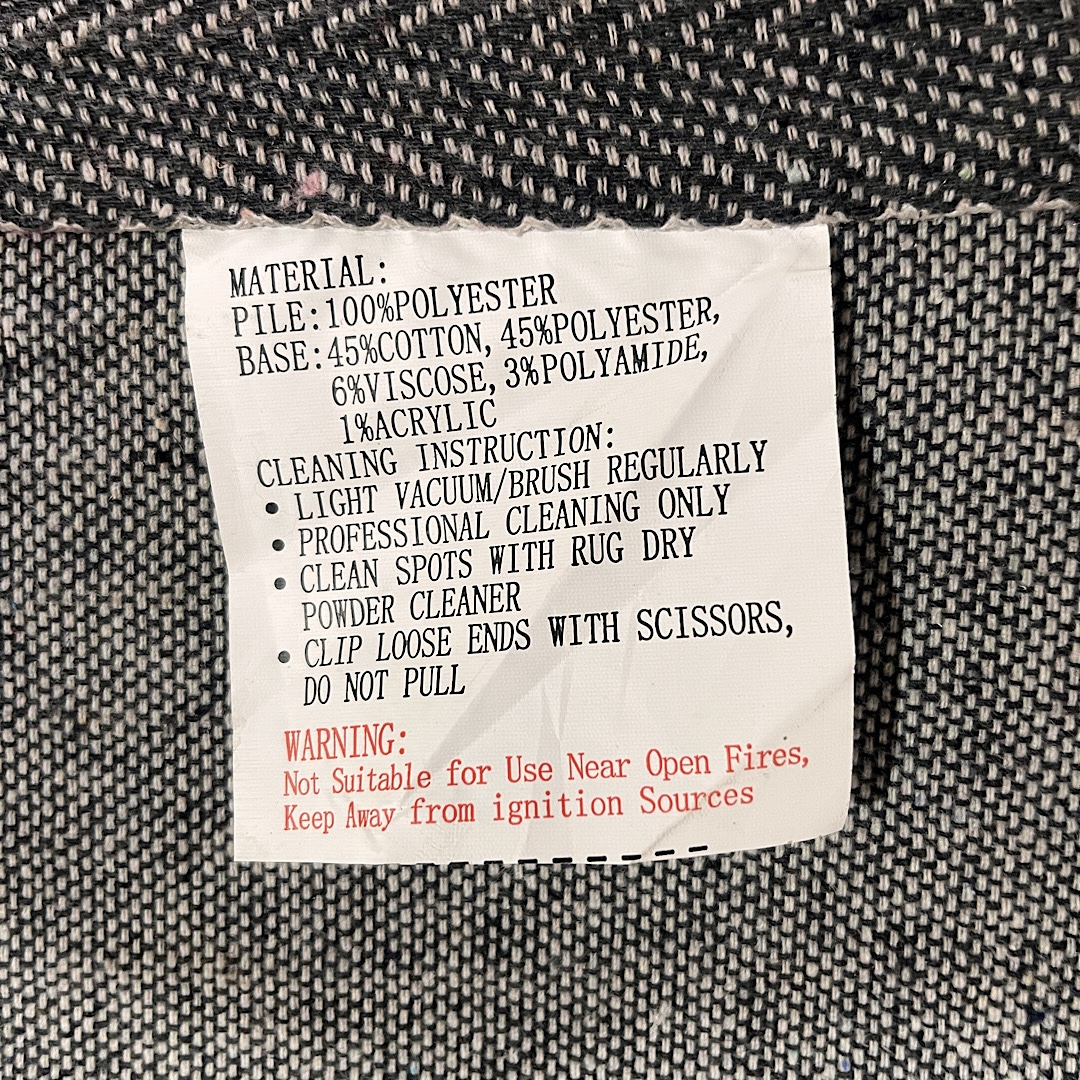 MATERIAL:
PILE:100%POLYESTER
BASE:45%COTTON, 45%POLYESTER,
6%VISCOSE, 3%POLYAMIDE,
1%ACRYLIC
CLEANING INSTRUCTION:
• LIGHT VACUUM/BRUSH REGULARLY
• PROFESSIONAL CLEANING ONLY
• CLEAN SPOTS WITH RUG DRY
POWDER CLEANER
• CLIP LOOSE ENDS WITH SCISSORS,
DO NOT PULL
WARNING:
Not Suitable for Use Near Open Fires,
Keep Away from ignition Sources